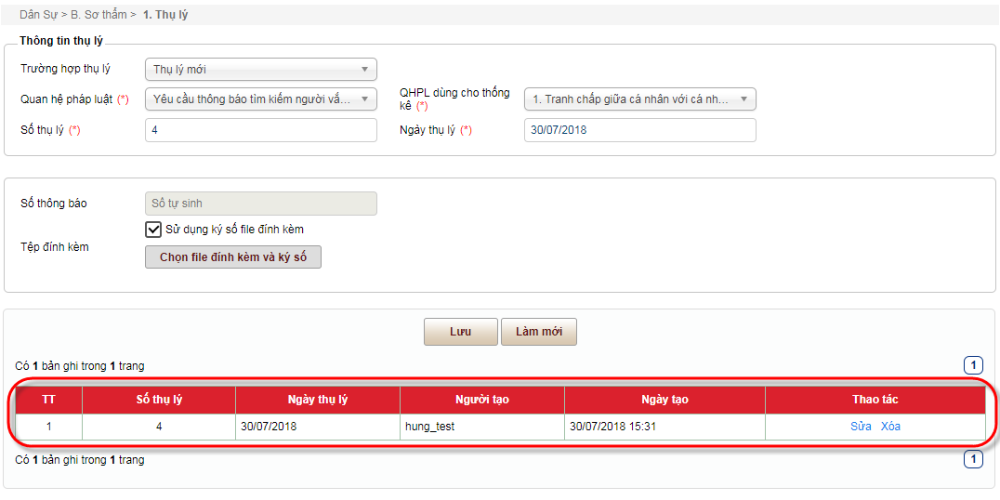 Dân Sự > B. Sơ thẩm > 1. Thụ lý
Thông tin thụ lý
Trường hợp thụ lý
Thụ lý mới
Quan hệ pháp luật (*)
Yêu cầu thông báo tìm kiếm người vắ...
QHPL dùng cho thống
kê (*)
1. Tranh chấp giữa cá nhân với cá nh...
Số thụ lý (*)
4
Ngày thụ lý (*)
30/07/2018
Số thông báo
Số tự sinh
Sử dụng ký số file đính kèm
Tệp đính kèm
Chọn file đính kèm và ký số
Lưu
Làm mới
Có 1 bản ghi trong 1 trang
1
TT Số thụ lý Ngày thụ lý Người tạo Ngày tạo Thao tác
1 4 30/07/2018 hung_test 30/07/2018 15:31 Sửa Xóa
Có 1 bản ghi trong 1 trang
1